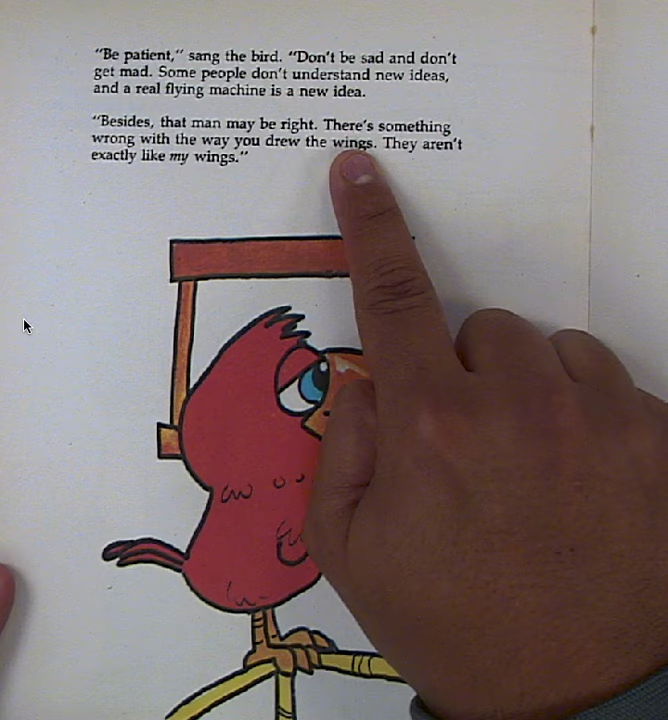 "Be patient," sang the bird. "Don't be sad and don't
get mad. Some people don't understand new ideas,
and a real flying machine is a new idea.
"Besides, that man may be right. There's something
wrong with the way you drew the wings. They aren't
exactly like my wings."